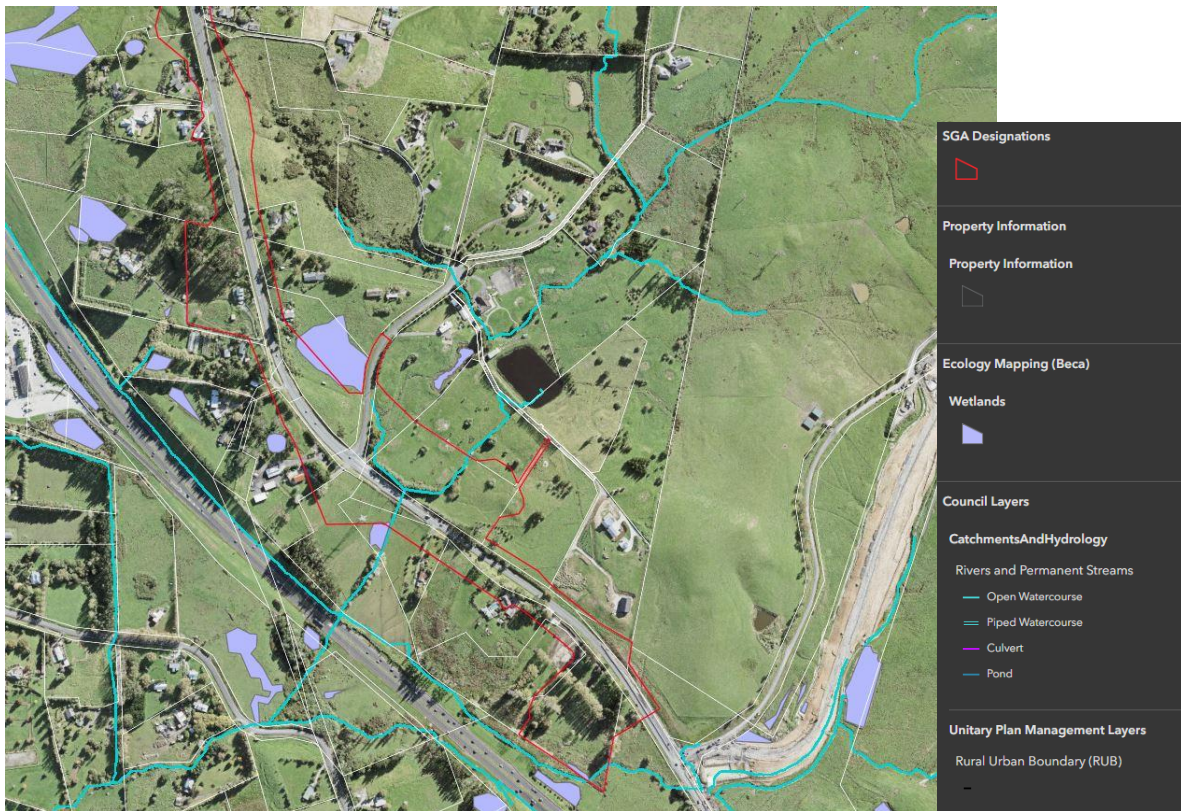 SGA Designations
Property Information
Property Information
Ecology Mapping (Beca)
Wetlands
Council Layers
CatchmentsAndHydrology
Rivers and Permanent Streams
Open Watercourse
Piped Watercourse
Culvert
Pond
Unitary Plan Management Layers
Rural Urban Boundary (RUB)